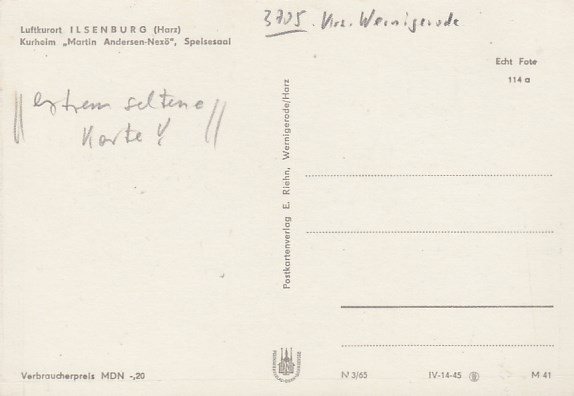 Luftkurort ILSENBURG (Harz)
Kurheim „Martin Andersen-Nexö", Speisesaal
3705. Krs. Wernigerode
Echt Foto
114 a
extrem seltene
Karte !
Postkartenverlag E. Riehn, Wernigerode/Harz
Verbraucherpreis MDN -,20
N 3/65
IV-14-45
M 41